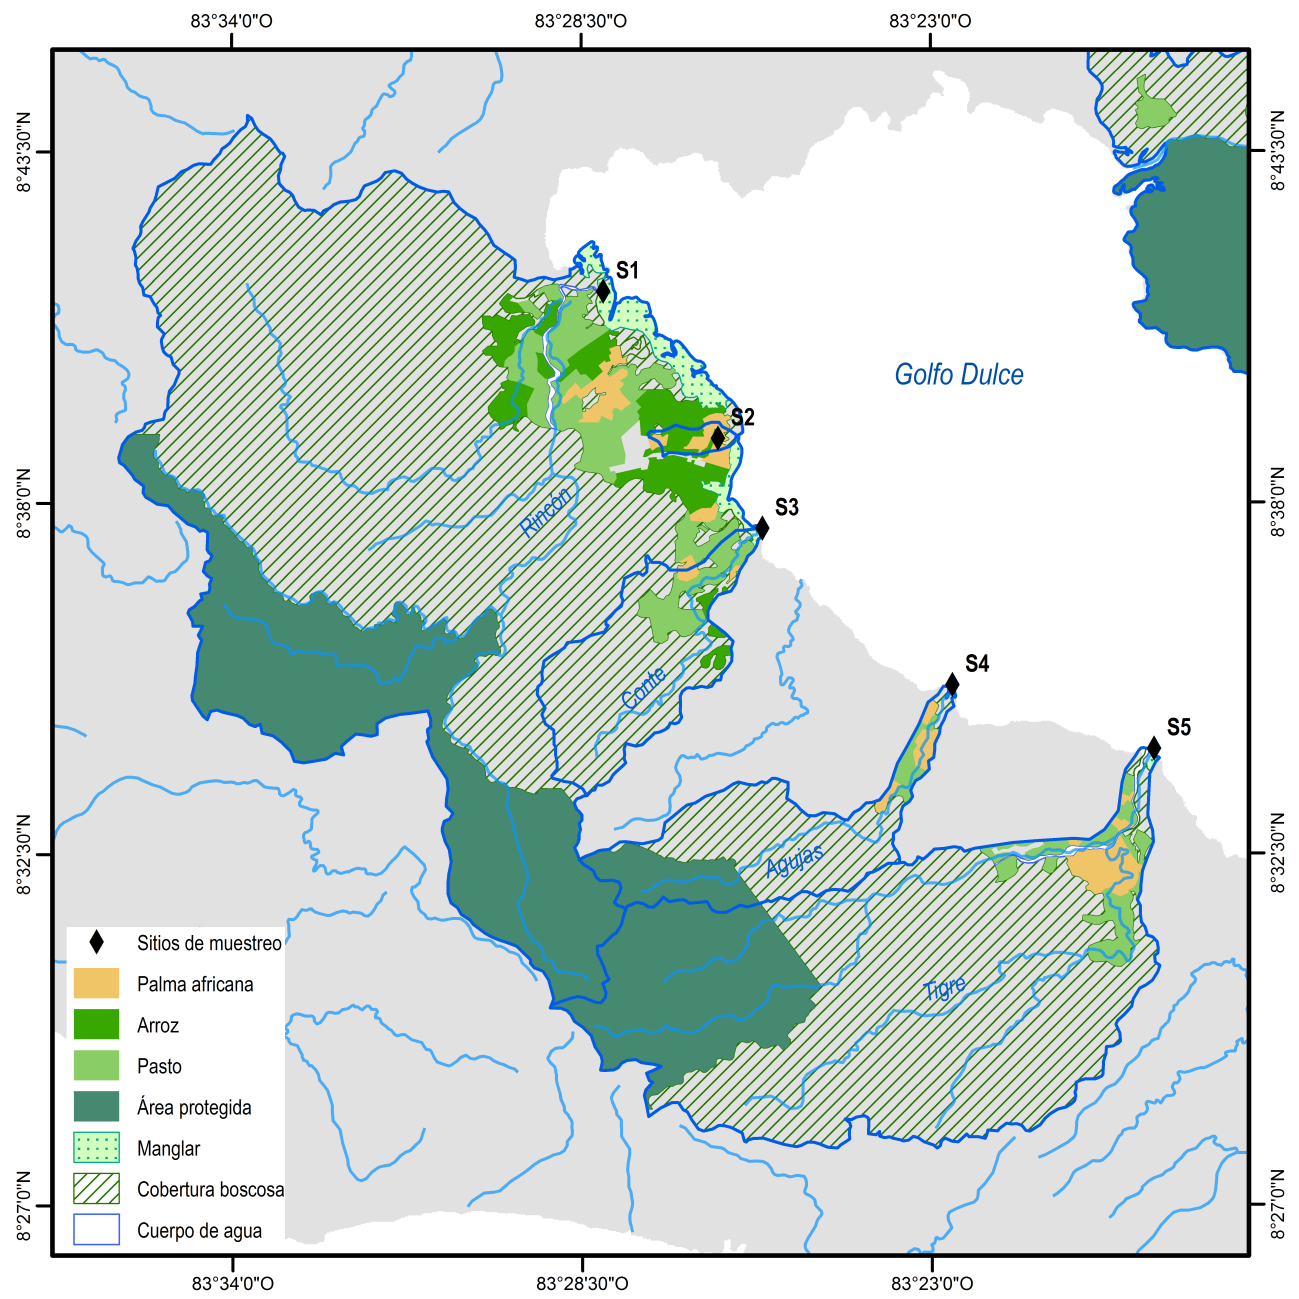 83°34'0"O
83°28'30"O
83°23'0"O
8°43'30"N
8°43'30"N
S1
Golfo Dulce
S2
8°38'0"N
Rincón
S3
8°38'0"N
S4
Conte
S5
8°32'30"N
Agujas
8°32'30"N
Tigre
Sitios de muestreo
Palma africana
Arroz
Pasto
Área protegida
Manglar
Cobertura boscosa
Cuerpo de agua
8°27'0"N
8°27'0"N
83°34'0"O
83°28'30"O
83°23'0"O